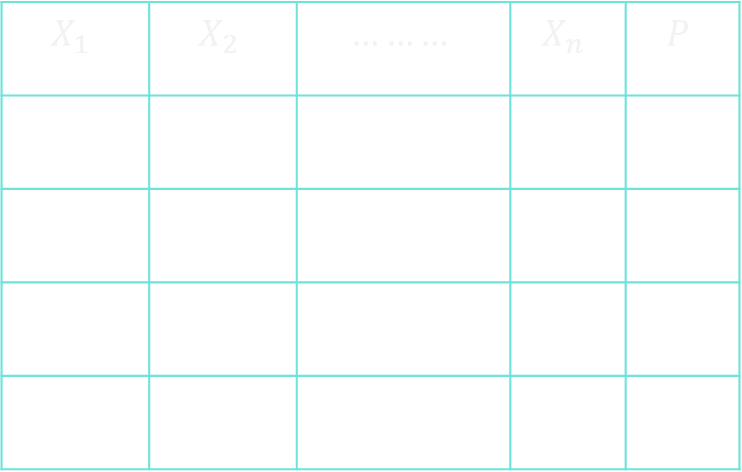 X₁ X₂ ……… Xₙ P